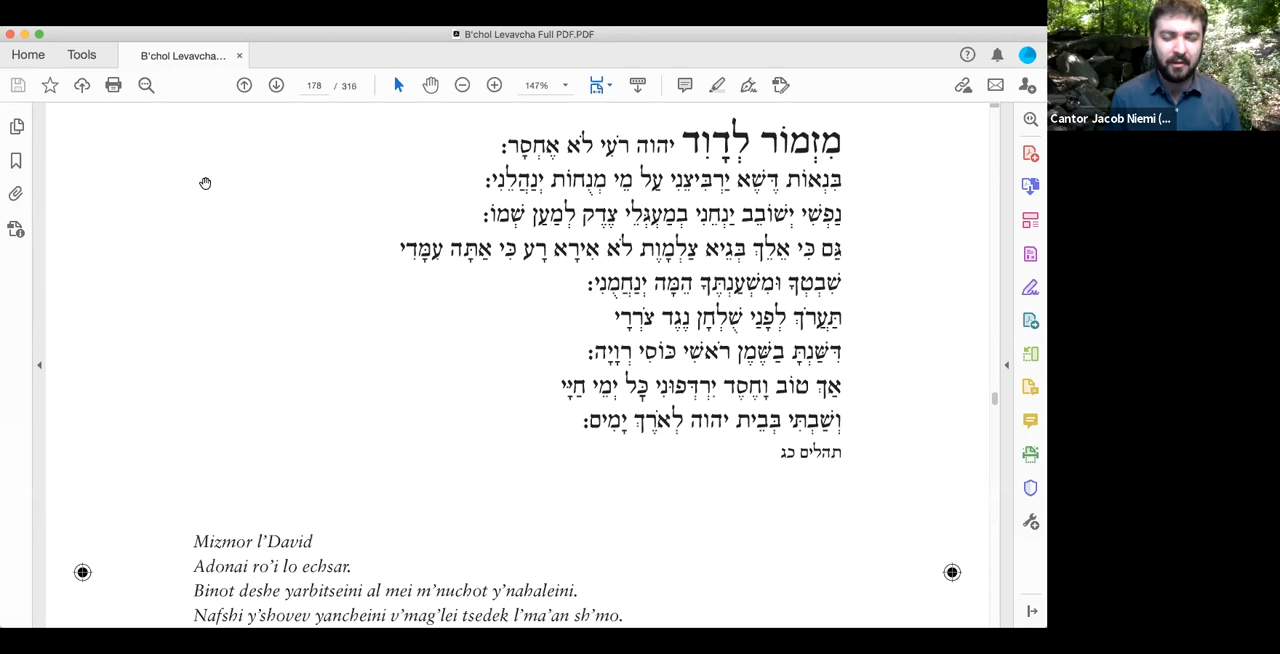 B'chol Levavcha Full PDF.PDF
Home
Tools
B'chol Levavcha...
178 / 316
147%
Cantor Jacob Niemi (...
מִזְמוֹר לְדָוִד יהוה רֹעִי לֹא אֶחְסָר:
בִּנְאוֹת דֶּשֶׁא יַרְבִּיצֵנִי עַל מֵי מְנֻחוֹת יְנַהֲלֵנִי:
נַפְשִׁי יְשׁוֹבֵב יַנְחֵנִי בְמַעְגְּלֵי צֶדֶק לְמַעַן שְׁמוֹ:
גַּם כִּי אֵלֵךְ בְּגֵיא צַלְמָוֶת לֹא אִירָא רָע כִּי אַתָּה עִמָּדִי
שִׁבְטְךָ וּמִשְׁעַנְתֶּךָ הֵמָּה יְנַחֲמֻנִי:
תַּעֲרֹךְ לְפָנַי שֻׁלְחָן נֶגֶד צֹרְרָי
דִּשַּׁנְתָּ בַשֶּׁמֶן רֹאשִׁי כּוֹסִי רְוָיָה:
אַךְ טוֹב וָחֶסֶד יִרְדְּפוּנִי כָּל יְמֵי חַיָּי
וְשַׁבְתִּי בְּבֵית יהוה לְאֹרֶךְ יָמִים:
תהלים כג
Mizmor l'David
Adonai ro'i lo echsar.
Binot deshe yarbitseini al mei m'nuchot y'nahaleini.
Nafshi y'shovev yancheini v'mag'lei tsedek l'ma'an sh'mo.